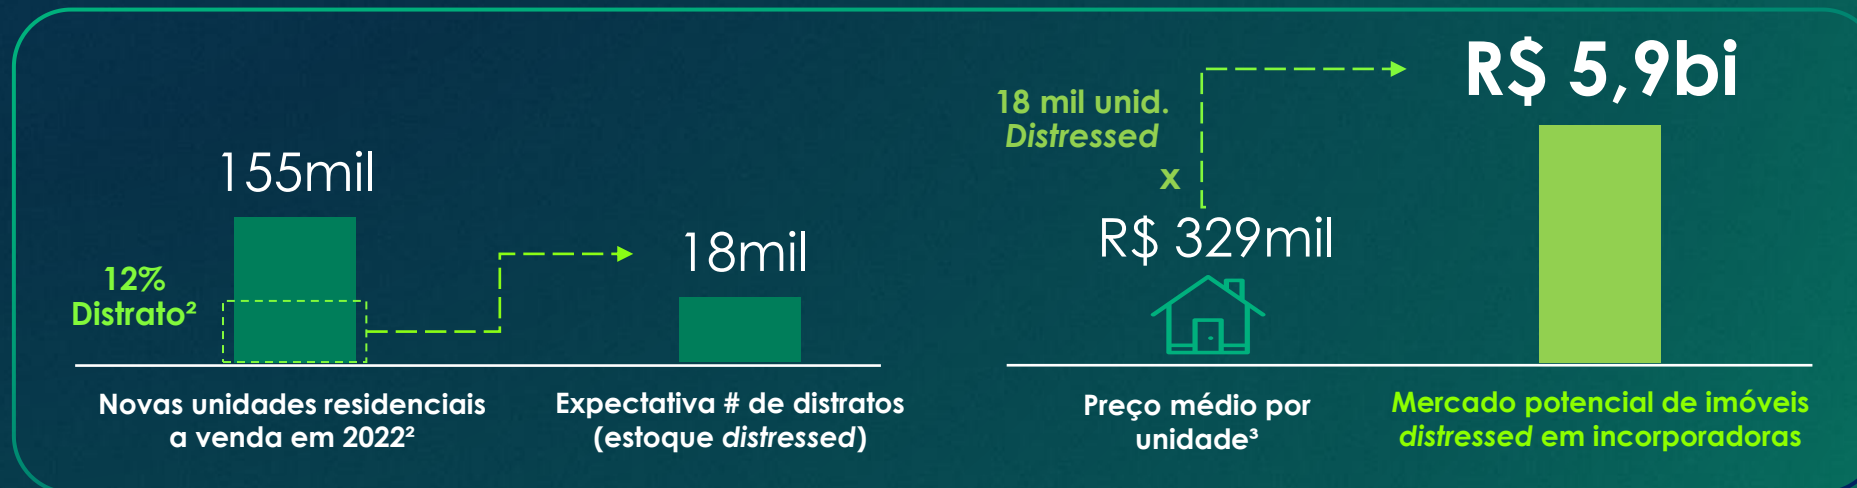 155mil
12%
Distrato²
18mil
Novas unidades residenciais
a venda em 2022²
Expectativa # de distratos
(estoque distressed)
18 mil unid.
Distressed
x
R$ 329mil
R$ 5,9bi
Preço médio por
unidade³
Mercado potencial de imóveis
distressed em incorporadoras